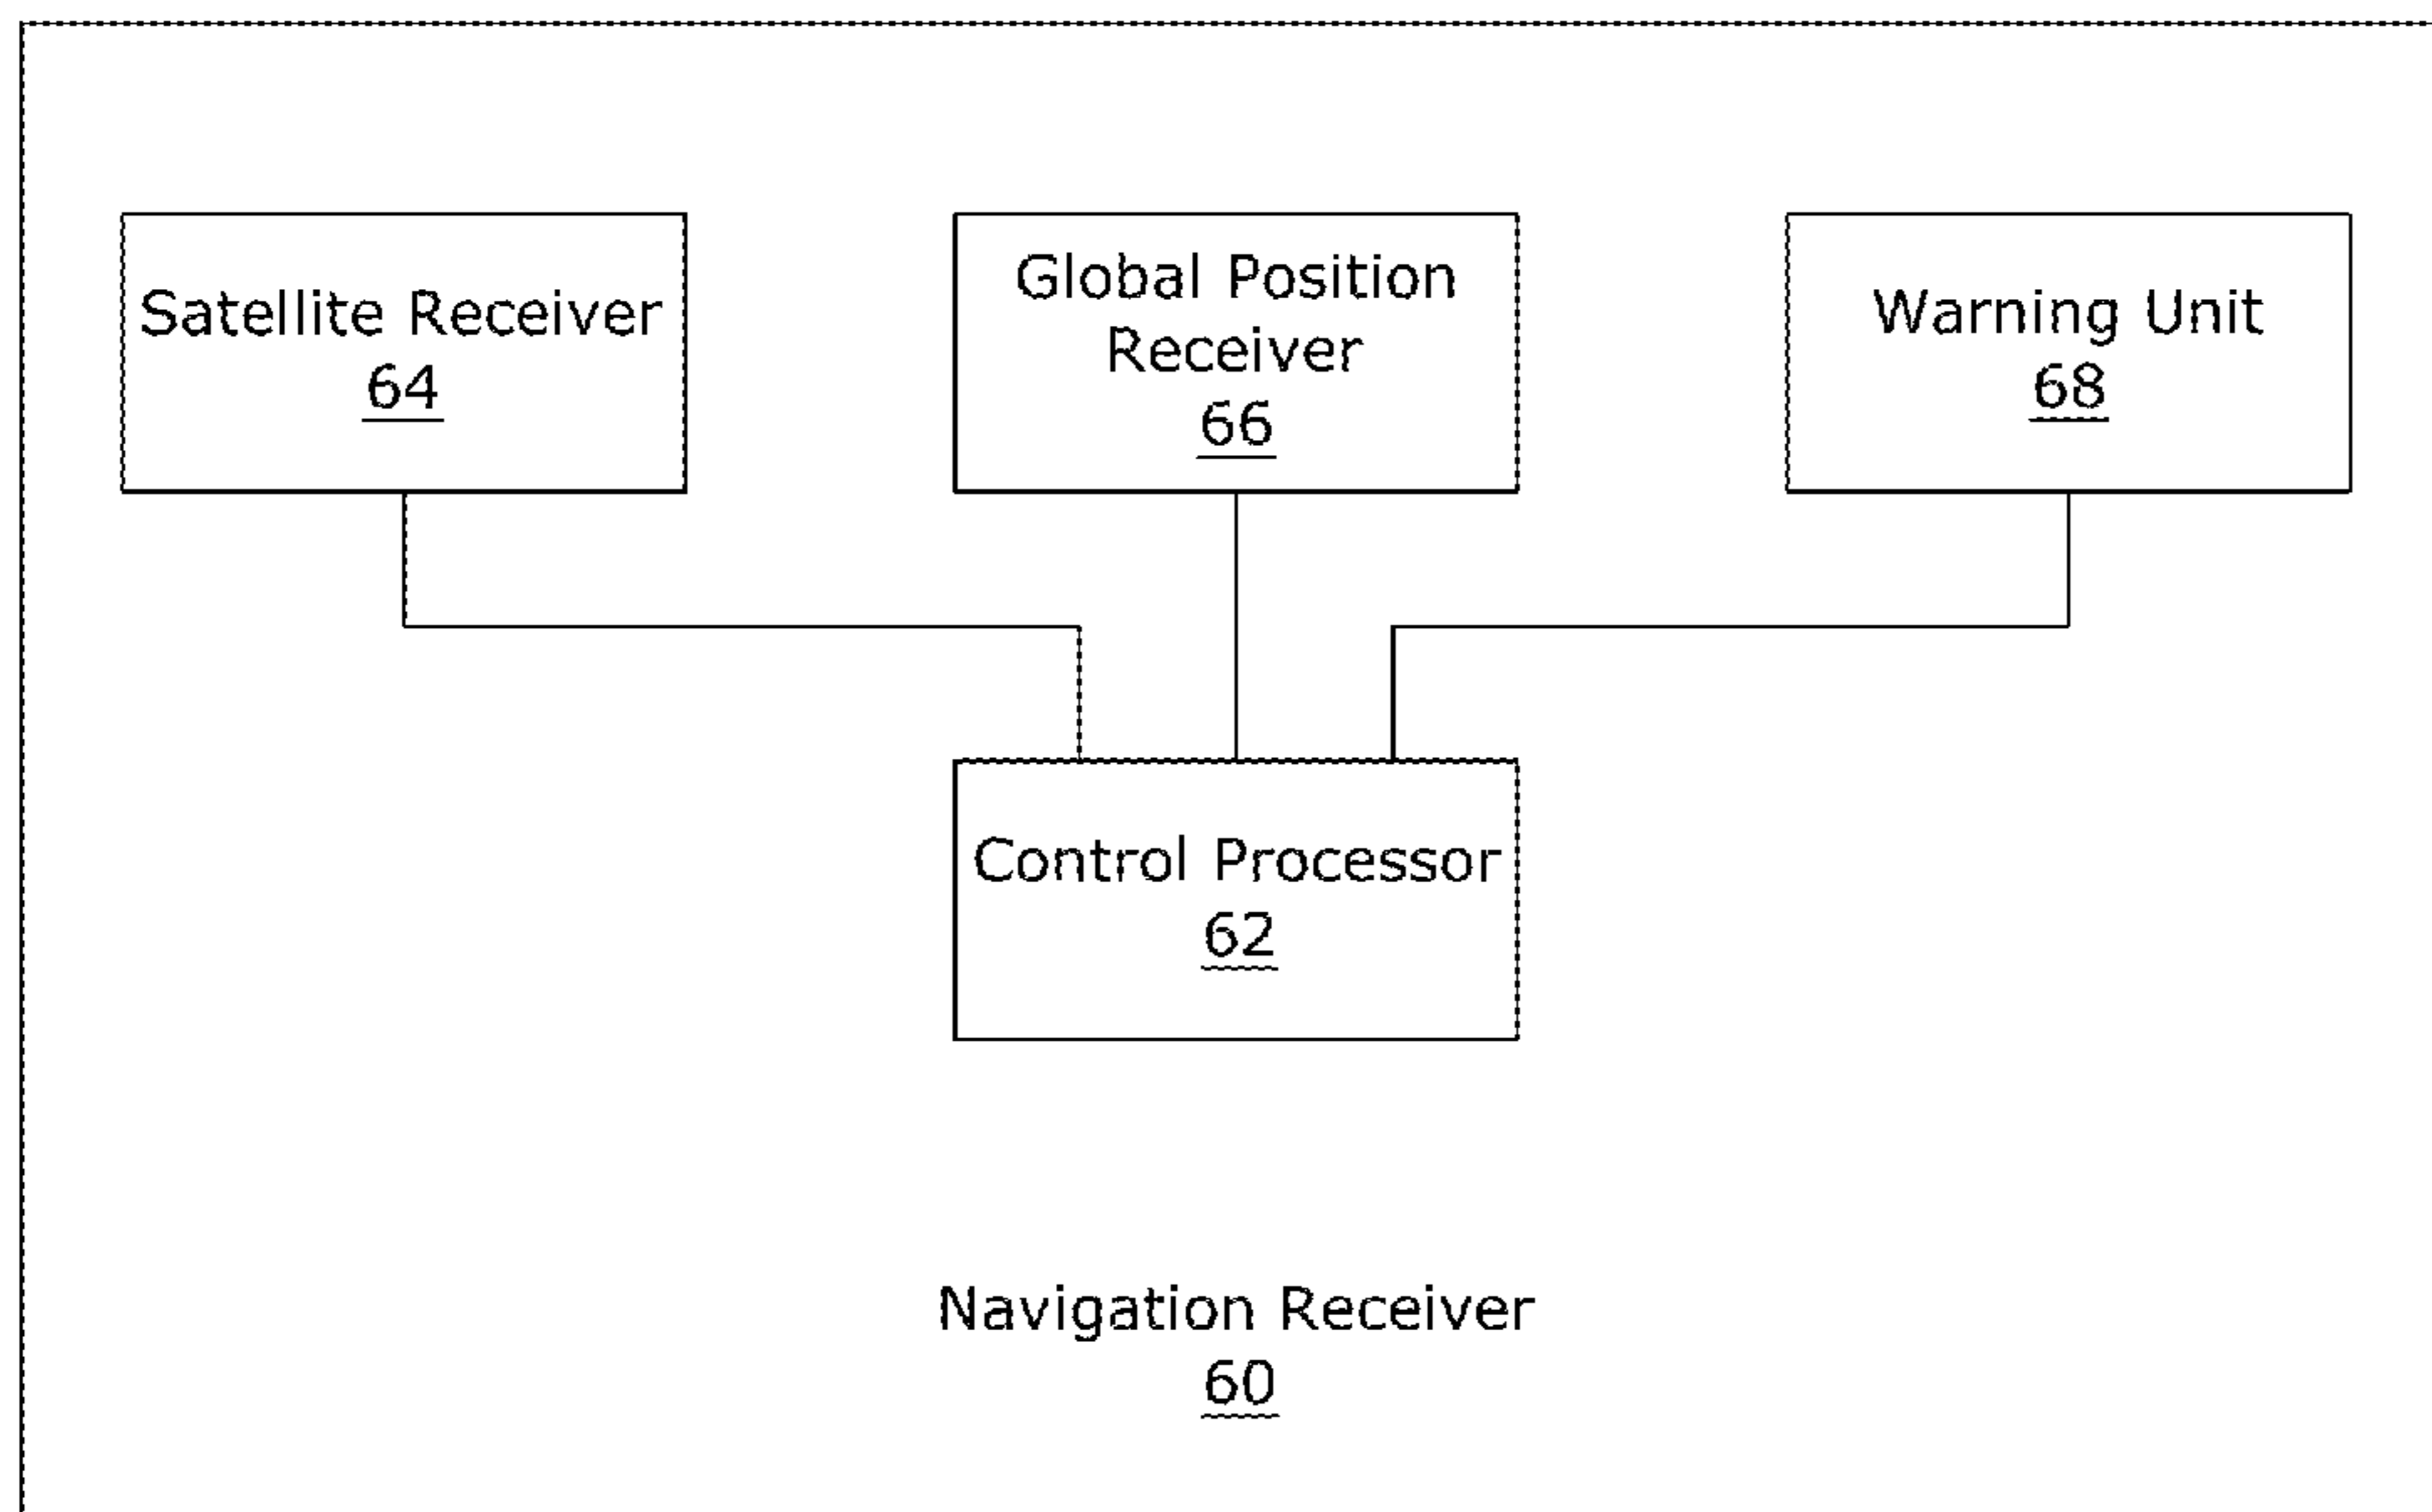 Satellite Receiver
64
Global Position
Receiver
66
Warning Unit
68
Control Processor
62
Navigation Receiver
60